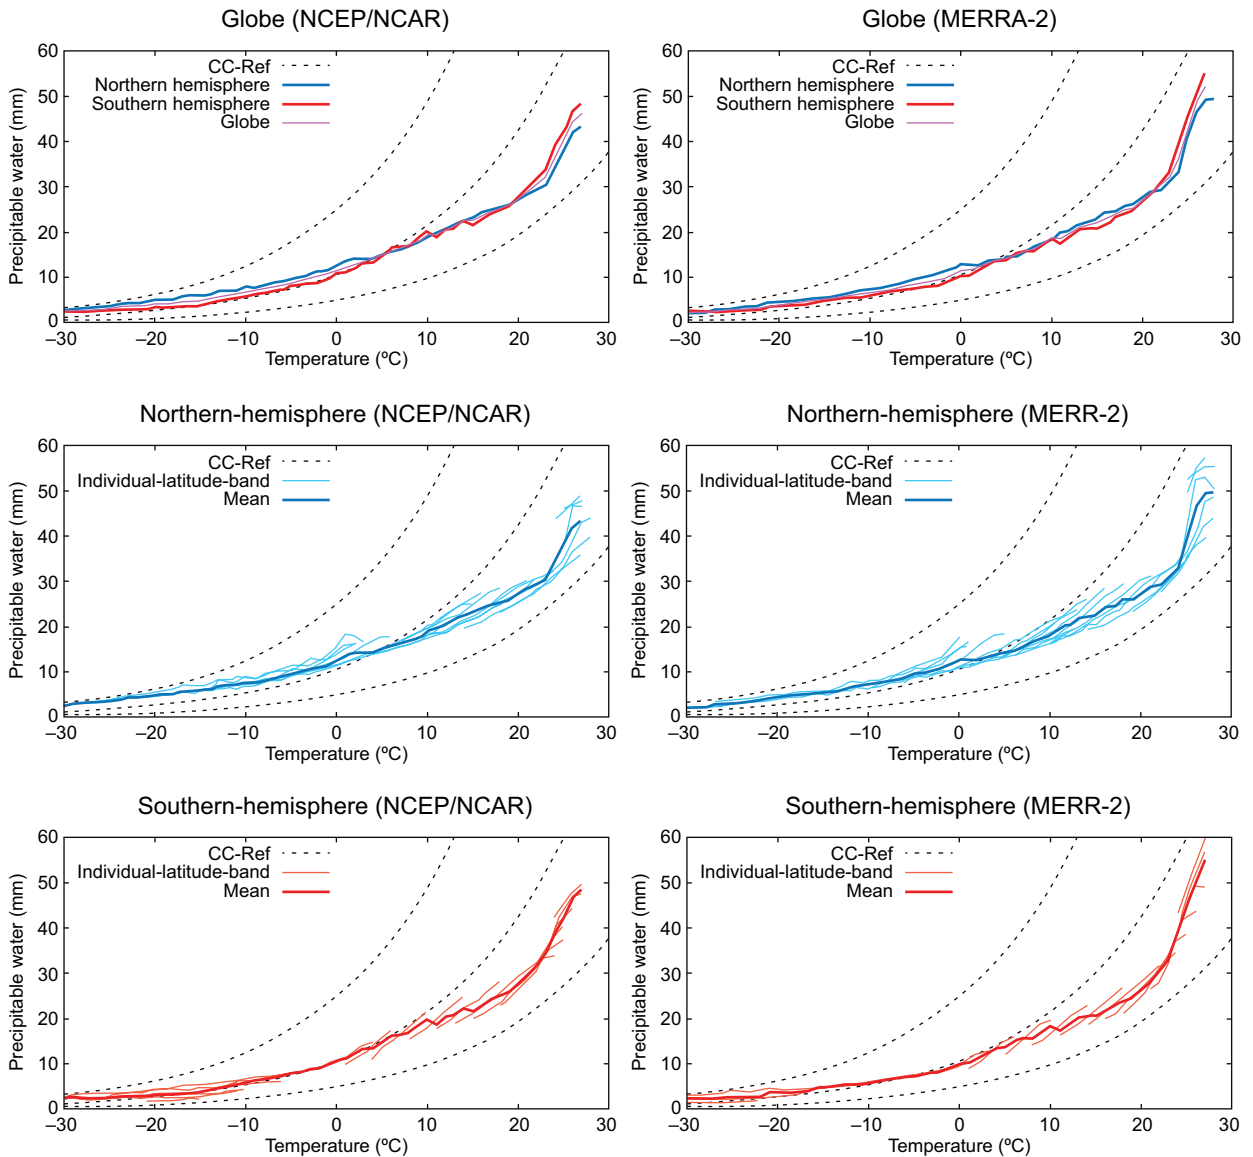 Globe (NCEP/NCAR)
Precipitable water (mm)
60
50
40
30
20
10
0
CC-Ref
Northern hemisphere
Southern hemisphere
Globe
–30
–20
–10
0
10
20
30
Temperature (ºC)
Globe (MERRA-2)
Precipitable water (mm)
60
50
40
30
20
10
0
CC-Ref
Northern hemisphere
Southern hemisphere
Globe
–30
–20
–10
0
10
20
30
Temperature (ºC)
Northern-hemisphere (NCEP/NCAR)
Precipitable water (mm)
60
50
40
30
20
10
0
CC-Ref
Individual-latitude-band
Mean
–30
–20
–10
0
10
20
30
Temperature (ºC)
Northern-hemisphere (MERR-2)
Precipitable water (mm)
60
50
40
30
20
10
0
CC-Ref
Individual-latitude-band
Mean
–30
–20
–10
0
10
20
30
Temperature (ºC)
Southern-hemisphere (NCEP/NCAR)
Precipitable water (mm)
60
50
40
30
20
10
0
CC-Ref
Individual-latitude-band
Mean
–30
–20
–10
0
10
20
30
Temperature (ºC)
Southern-hemisphere (MERR-2)
Precipitable water (mm)
60
50
40
30
20
10
0
CC-Ref
Individual-latitude-band
Mean
–30
–20
–10
0
10
20
30
Temperature (ºC)